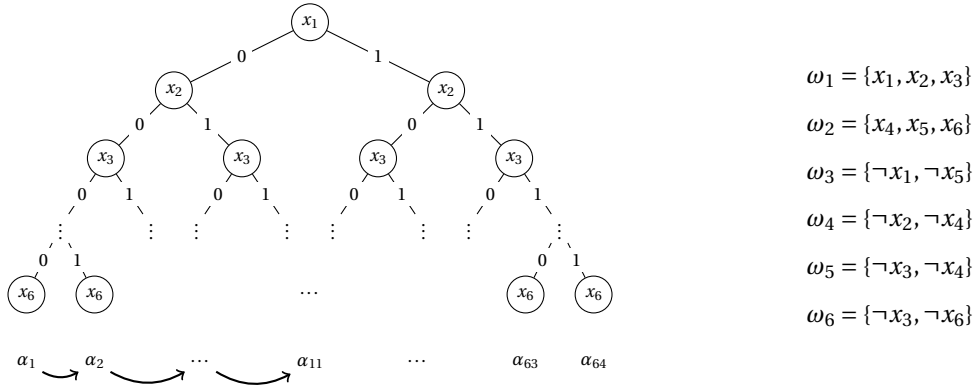 x₁
0 1
x₂ x₂
0 1 0 1
x₃ x₃ x₃ x₃
0 1 0 1 0 1 0 1
⋮ ⋮ ⋮ ⋮ ⋮ ⋮ ⋮ ⋮
0 1 0 1
x₆ x₆ ... x₆ x₆
α₁ α₂ ... α₁₁ ... α₆₃ α₆₄
ω₁ = {x₁, x₂, x₃}
ω₂ = {x₄, x₅, x₆}
ω₃ = {¬x₁, ¬x₅}
ω₄ = {¬x₂, ¬x₄}
ω₅ = {¬x₃, ¬x₄}
ω₆ = {¬x₃, ¬x₆}